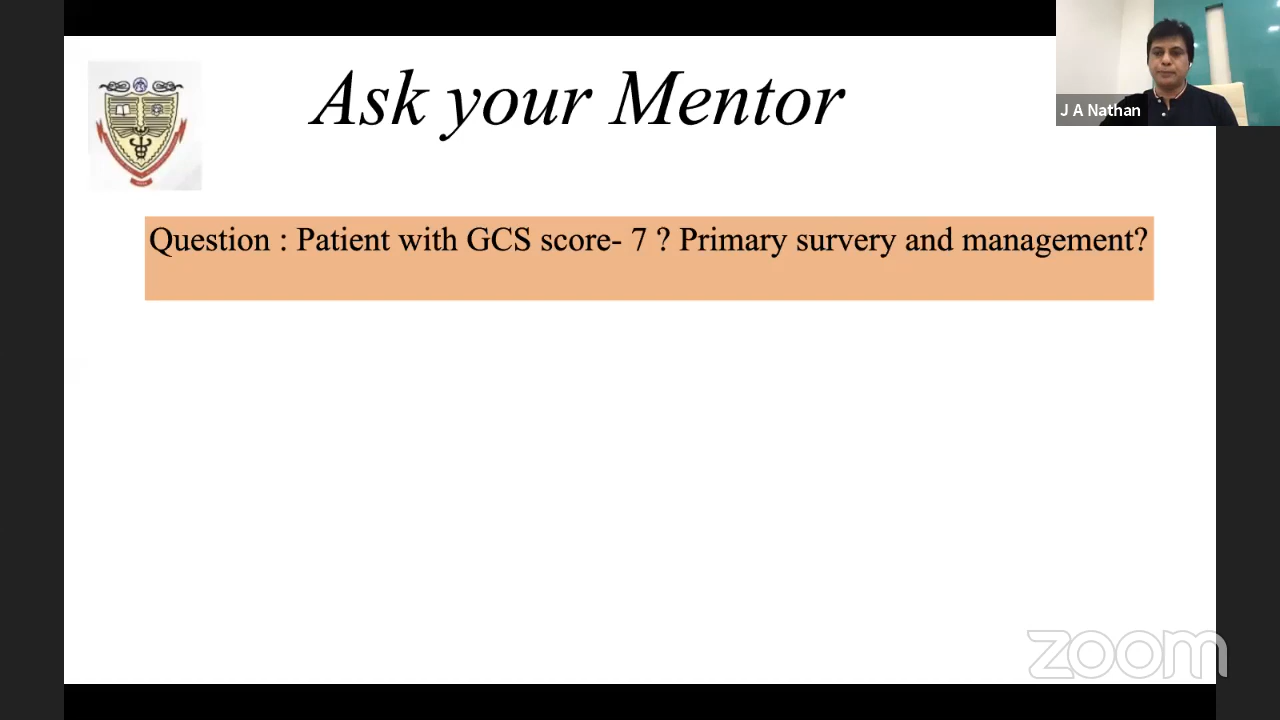 Ask your Mentor
J A Nathan
Question : Patient with GCS score- 7 ? Primary survery and management?
zoom